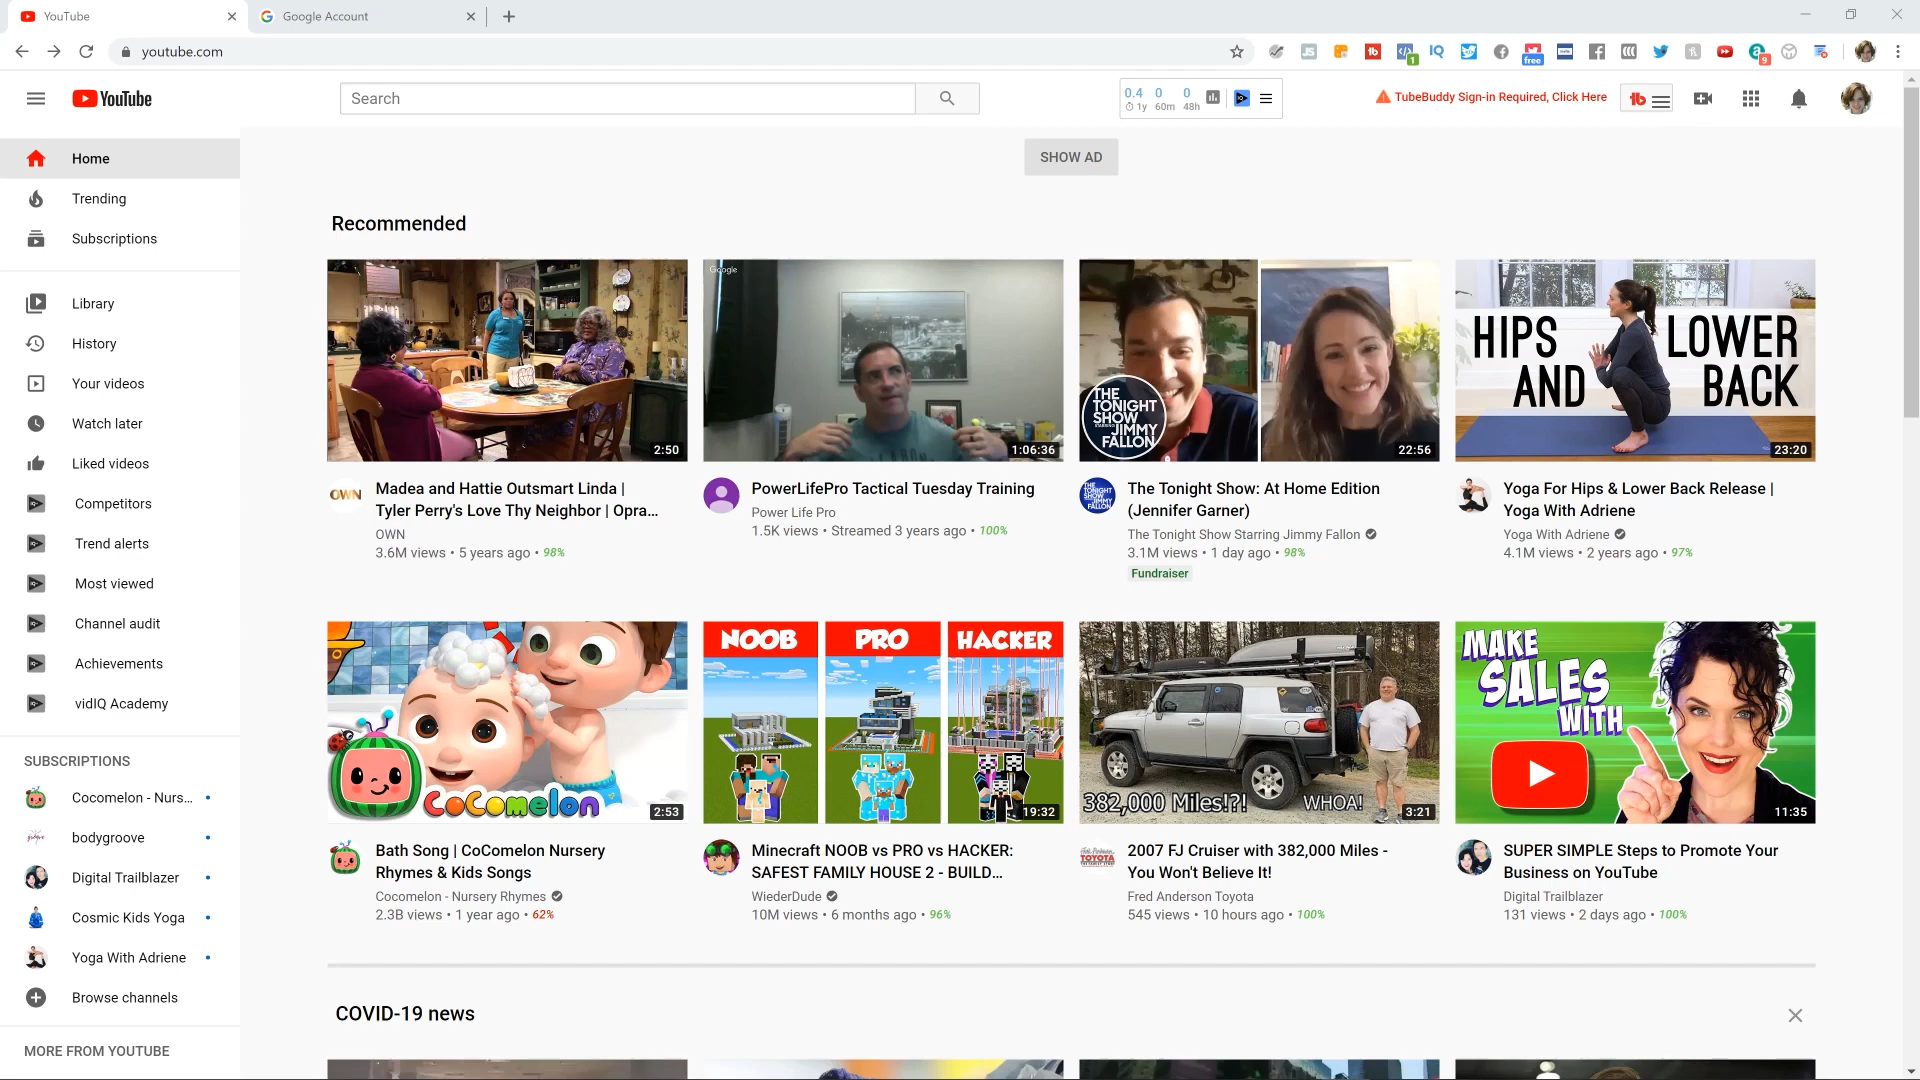 YouTube
Google Account
youtube.com
1
free
9
YouTube
Search
0.4 0 0
1y 60m 48h
TubeBuddy Sign-in Required, Click Here
Home
Trending
Subscriptions
Library
History
Your videos
Watch later
Liked videos
Competitors
Trend alerts
Most viewed
Channel audit
Achievements
vidIQ Academy
SUBSCRIPTIONS
Cocomelon - Nurs...
bodygroove
Digital Trailblazer
Cosmic Kids Yoga
Yoga With Adriene
Browse channels
MORE FROM YOUTUBE
SHOW AD
Recommended
2:50
Google
1:06:36
THE
TONIGHT
SHOW
STARRING
JIMMY
FALLON
22:56
HIPS LOWER
AND BACK
23:20
OWN
Madea and Hattie Outsmart Linda |
Tyler Perry's Love Thy Neighbor | Opra...
OWN
3.6M views • 5 years ago • 98%
PowerLifePro Tactical Tuesday Training
Power Life Pro
1.5K views • Streamed 3 years ago • 100%
The Tonight Show: At Home Edition
(Jennifer Garner)
The Tonight Show Starring Jimmy Fallon
3.1M views • 1 day ago • 98%
Fundraiser
Yoga For Hips & Lower Back Release |
Yoga With Adriene
Yoga With Adriene
4.1M views • 2 years ago • 97%
CoComelon
2:53
NOOB PRO HACKER
19:32
382,000 Miles!?! WHOA!
3:21
MAKE
SALES
WITH
11:35
Bath Song | CoComelon Nursery
Rhymes & Kids Songs
Cocomelon - Nursery Rhymes
2.3B views • 1 year ago • 62%
Minecraft NOOB vs PRO vs HACKER:
SAFEST FAMILY HOUSE 2 - BUILD...
WiederDude
10M views • 6 months ago • 96%
TOYOTA
2007 FJ Cruiser with 382,000 Miles -
You Won't Believe It!
Fred Anderson Toyota
545 views • 10 hours ago • 100%
SUPER SIMPLE Steps to Promote Your
Business on YouTube
Digital Trailblazer
131 views • 2 days ago • 100%
COVID-19 news